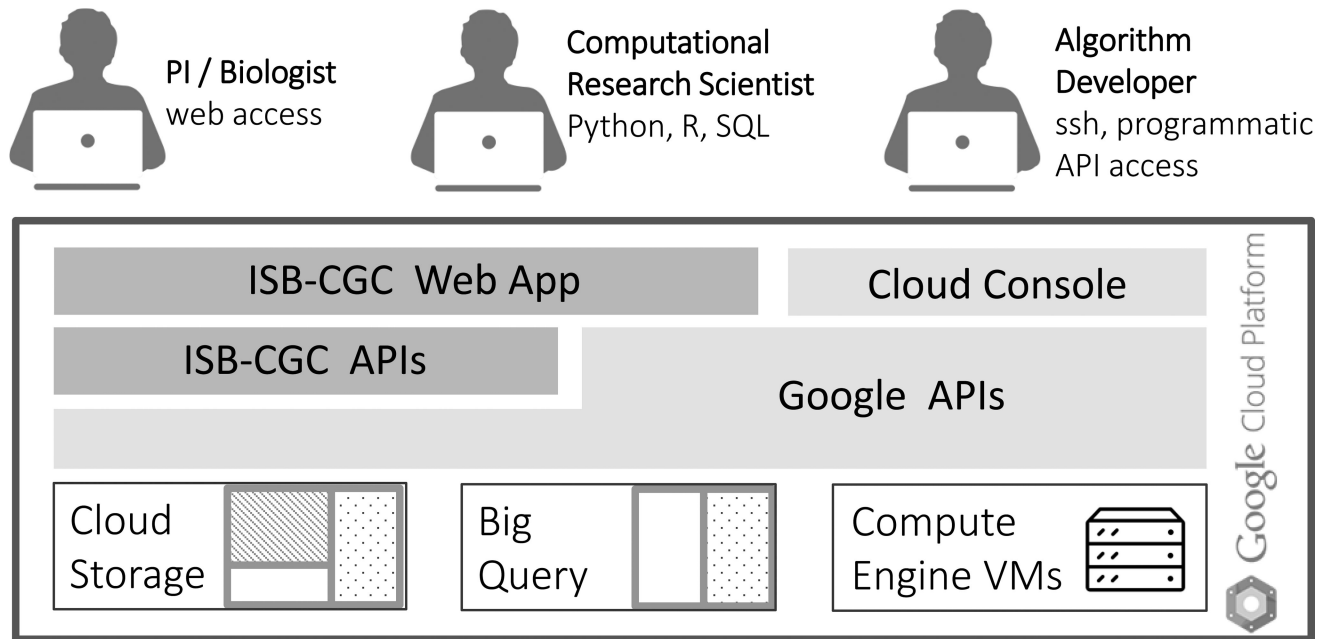 PI / Biologist
web access
Computational
Research Scientist
Python, R, SQL
Algorithm
Developer
ssh, programmatic
API access
ISB-CGC Web App
Cloud Console
ISB-CGC APIs
Google APIs
Cloud
Storage
Big
Query
Compute
Engine VMs
Google Cloud Platform